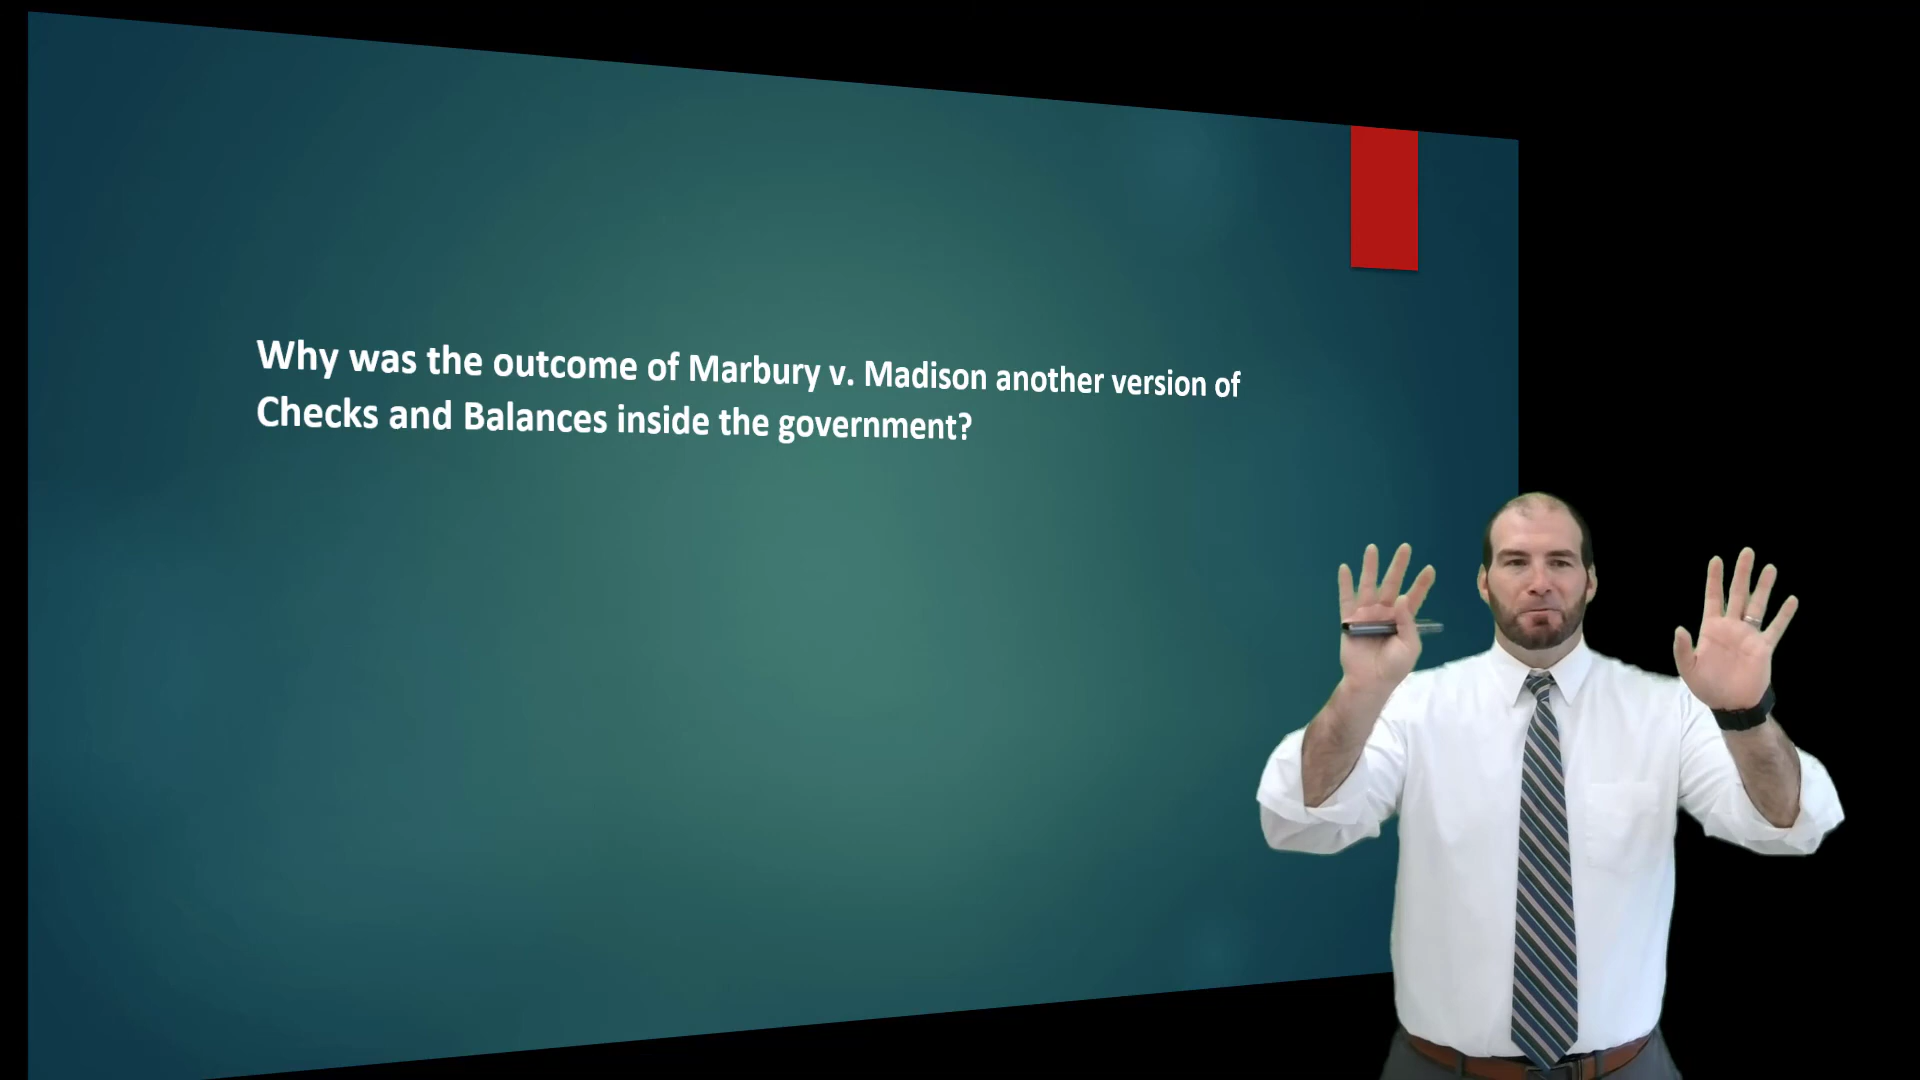 Why was the outcome of Marbury v. Madison another version of
Checks and Balances inside the government?